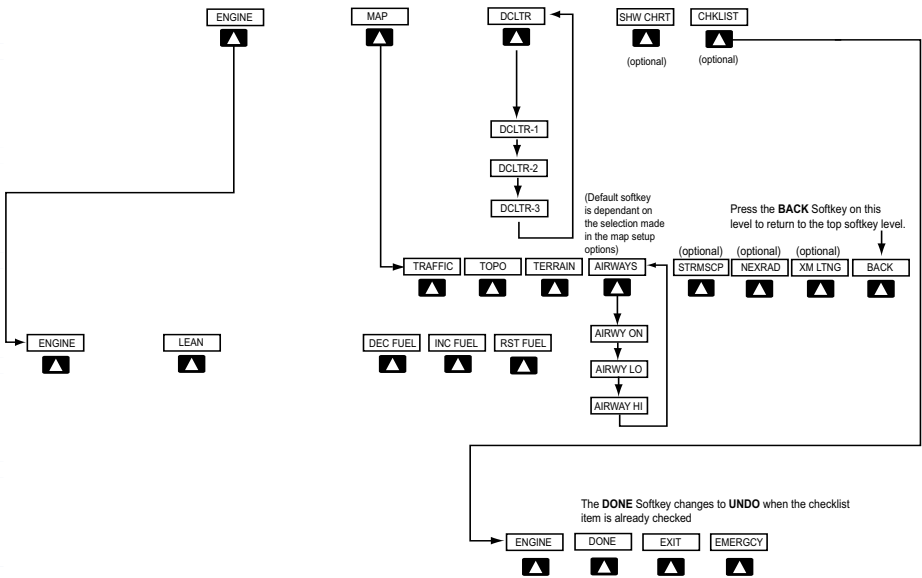 ENGINE
MAP
DCLTR
SHW CHRT
CHKLIST
(optional)
(optional)
DCLTR-1
DCLTR-2
DCLTR-3
(Default softkey
is dependant on
the selection made
in the map setup
options)
Press the BACK Softkey on this
level to return to the top softkey level.
(optional)
(optional)
(optional)
TRAFFIC
TOPO
TERRAIN
AIRWAYS
STRMSCP
NEXRAD
XM LTNG
BACK
AIRWY ON
AIRWY LO
AIRWAY HI
ENGINE
LEAN
DEC FUEL
INC FUEL
RST FUEL
The DONE Softkey changes to UNDO when the checklist
item is already checked
ENGINE
DONE
EXIT
EMERGCY